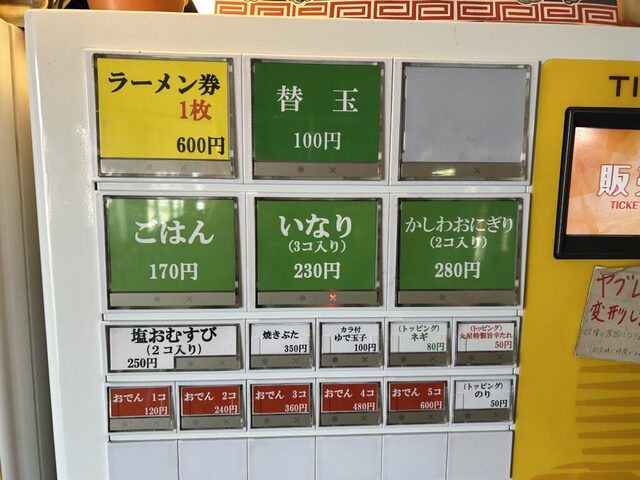 ラーメン券
1枚
600円
替玉
100円
TI
販
TICKE
ごはん
170円
いなり
(3コ入り)
230円
かしわおにぎり
(2コ入り)
280円
ヤブレ
変形し
塩おむすび
(2コ入り)
250円
焼きぶた
350円
カラ付
ゆで玉子
100円
(トッピング)
ネギ
80円
(トッピング)
丸星特製旨辛たれ
50円
おでん 1コ
120円
おでん 2コ
240円
おでん 3コ
360円
おでん 4コ
480円
おでん 5コ
600円
(トッピング)
のり
50円